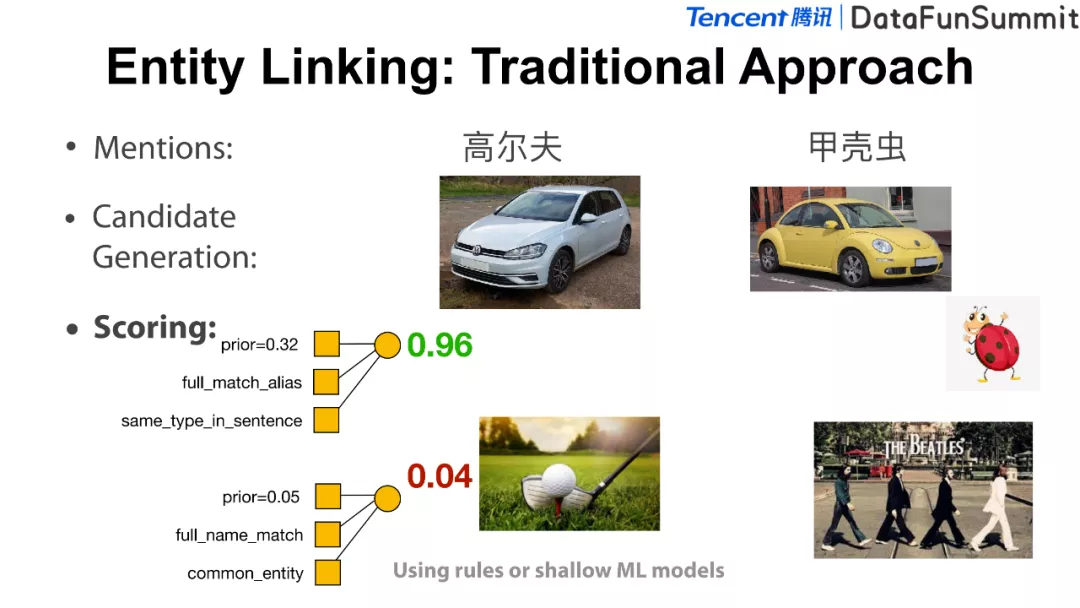 Tencent 腾讯 | DataFunSummit
Entity Linking: Traditional Approach
• Mentions:
高尔夫
甲壳虫
• Candidate
Generation:
• Scoring:
prior=0.32
full_match_alias
same_type_in_sentence
0.96
THE BEATLES
prior=0.05
full_name_match
common_entity
0.04
Using rules or shallow ML models